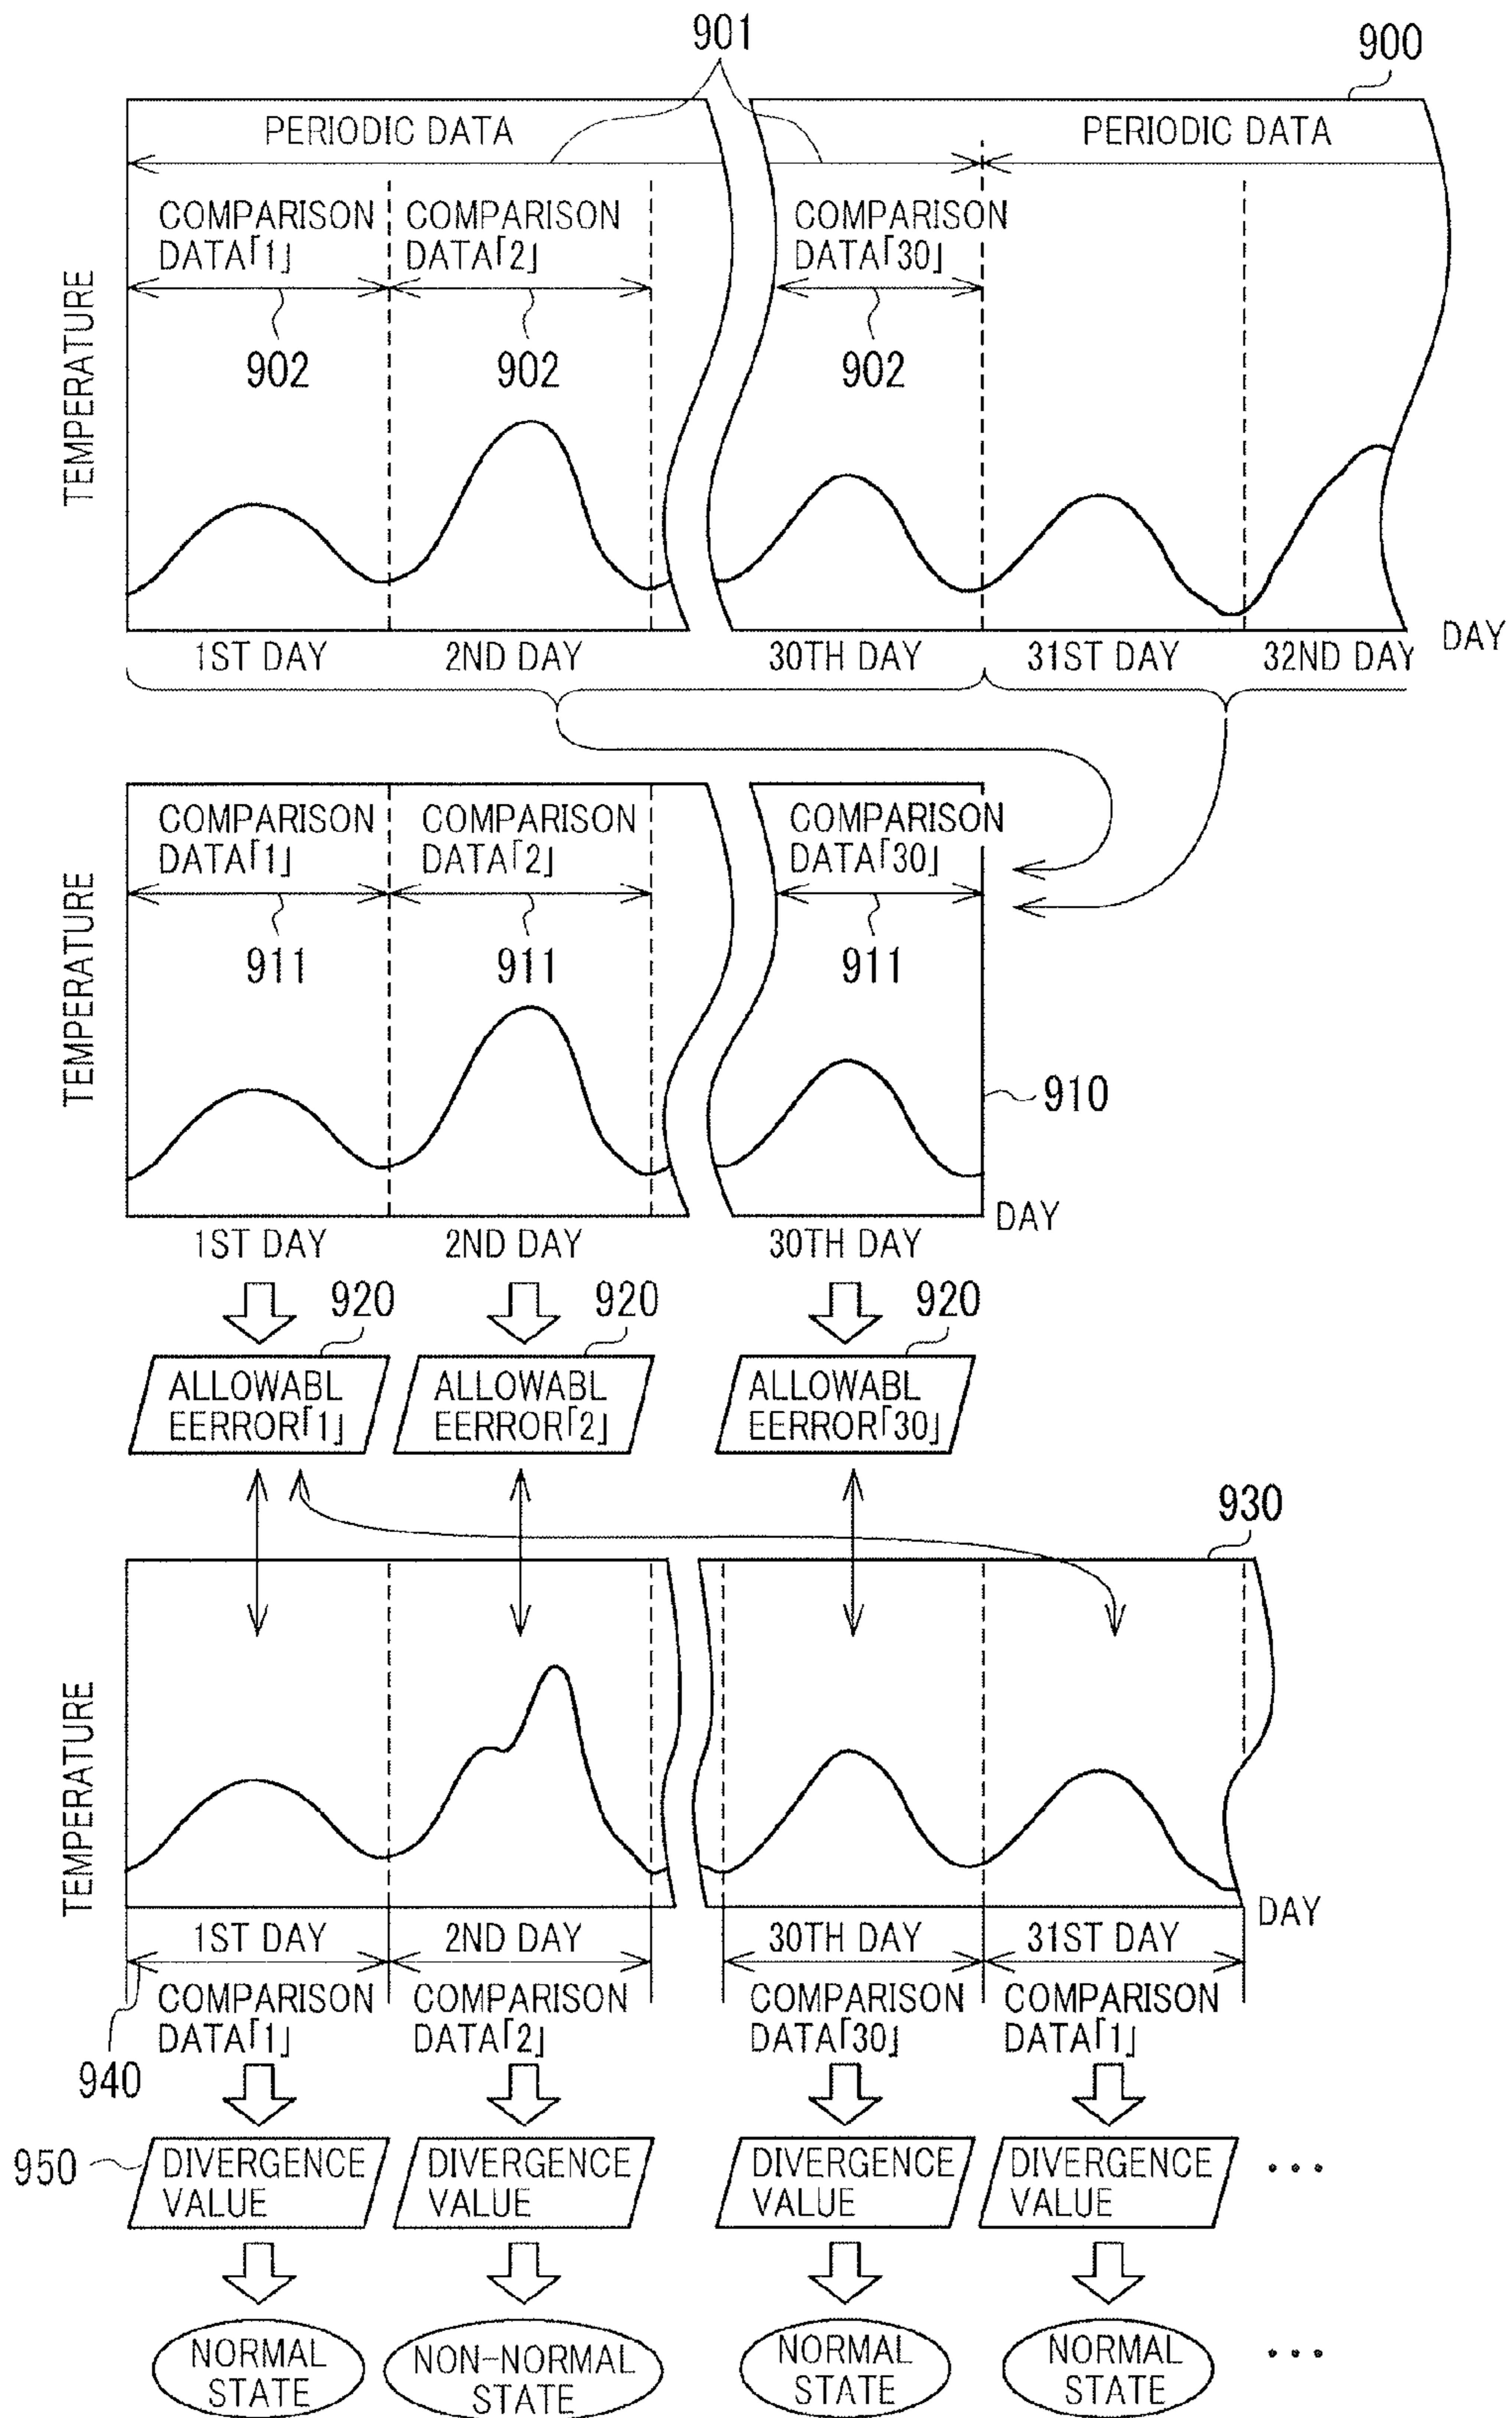 901
900
PERIODIC DATA
PERIODIC DATA
COMPARISON
DATA「1」
COMPARISON
DATA「2」
COMPARISON
DATA「30」
902
902
902
TEMPERATURE
1ST DAY
2ND DAY
30TH DAY
31ST DAY
32ND DAY
DAY
COMPARISON
DATA「1」
COMPARISON
DATA「2」
COMPARISON
DATA「30」
911
911
911
TEMPERATURE
910
DAY
1ST DAY
2ND DAY
30TH DAY
920
920
920
ALLOWABL
EERROR「1」
ALLOWABL
EERROR「2」
ALLOWABL
EERROR「30」
930
TEMPERATURE
DAY
1ST DAY
2ND DAY
30TH DAY
31ST DAY
COMPARISON
DATA「1」
COMPARISON
DATA「2」
COMPARISON
DATA「30」
COMPARISON
DATA「1」
940
950
DIVERGENCE
VALUE
DIVERGENCE
VALUE
DIVERGENCE
VALUE
DIVERGENCE
VALUE
...
NORMAL
STATE
NON-NORMAL
STATE
NORMAL
STATE
NORMAL
STATE
...